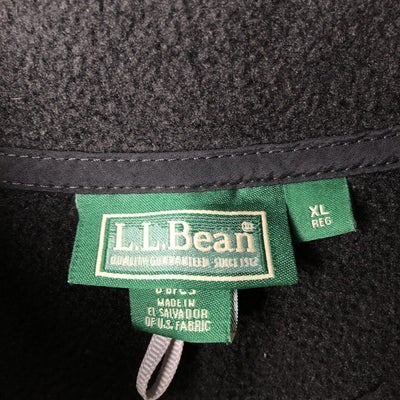 L.L.Bean
QUALITY GUARANTEED SINCE 1912
XL
REG
MADE IN
EL SALVADOR
OF U.S. FABRIC